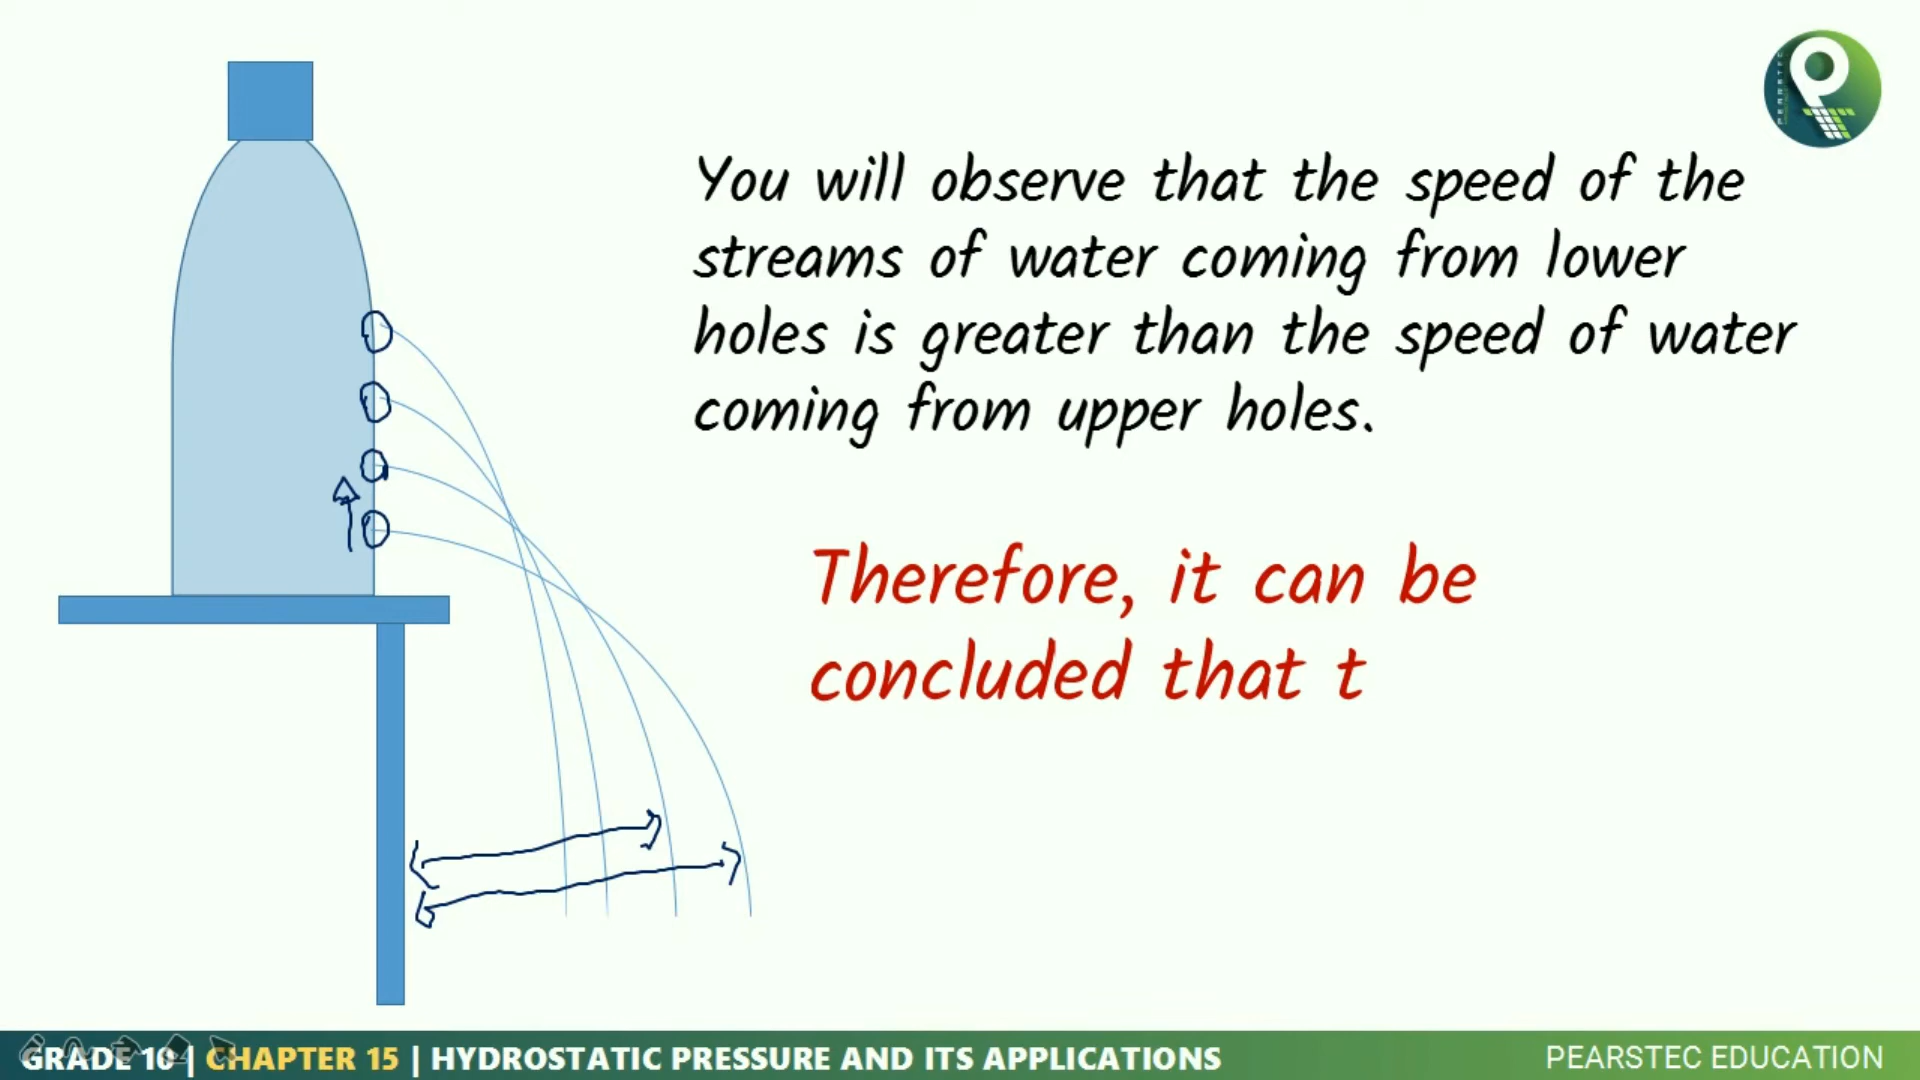 You will observe that the speed of the
streams of water coming from lower
holes is greater than the speed of water
coming from upper holes.
Therefore, it can be
concluded that t
PEARSTEC
GRADE 10 | CHAPTER 15 | HYDROSTATIC PRESSURE AND ITS APPLICATIONS
PEARSTEC EDUCATION